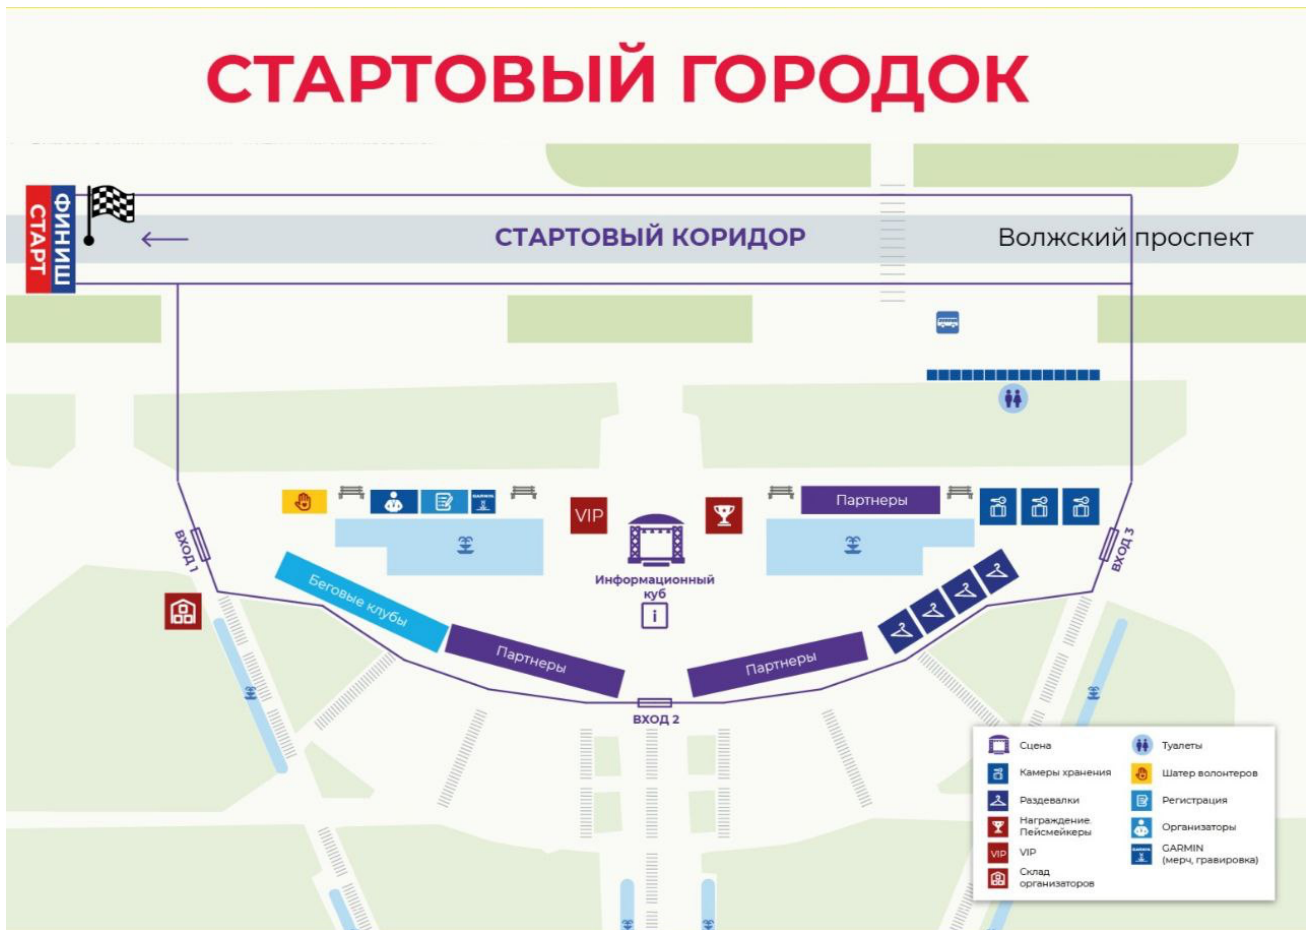 СТАРТОВЫЙ ГОРОДОК
СТАРТ
ФИНИШ
СТАРТОВЫЙ КОРИДОР
Волжский проспект
GARMIN
VIP
Партнеры
Информационный
куб
i
ВХОД 1
ВХОД 3
Беговые клубы
Партнеры
Партнеры
ВХОД 2
Сцена
Камеры хранения
Раздевалки
Награждение
Пейсмейкеры
VIP
VIP
Склад
организаторов
Туалеты
Шатер волонтеров
Регистрация
Организаторы
GARMIN
(мерч, гравировка)